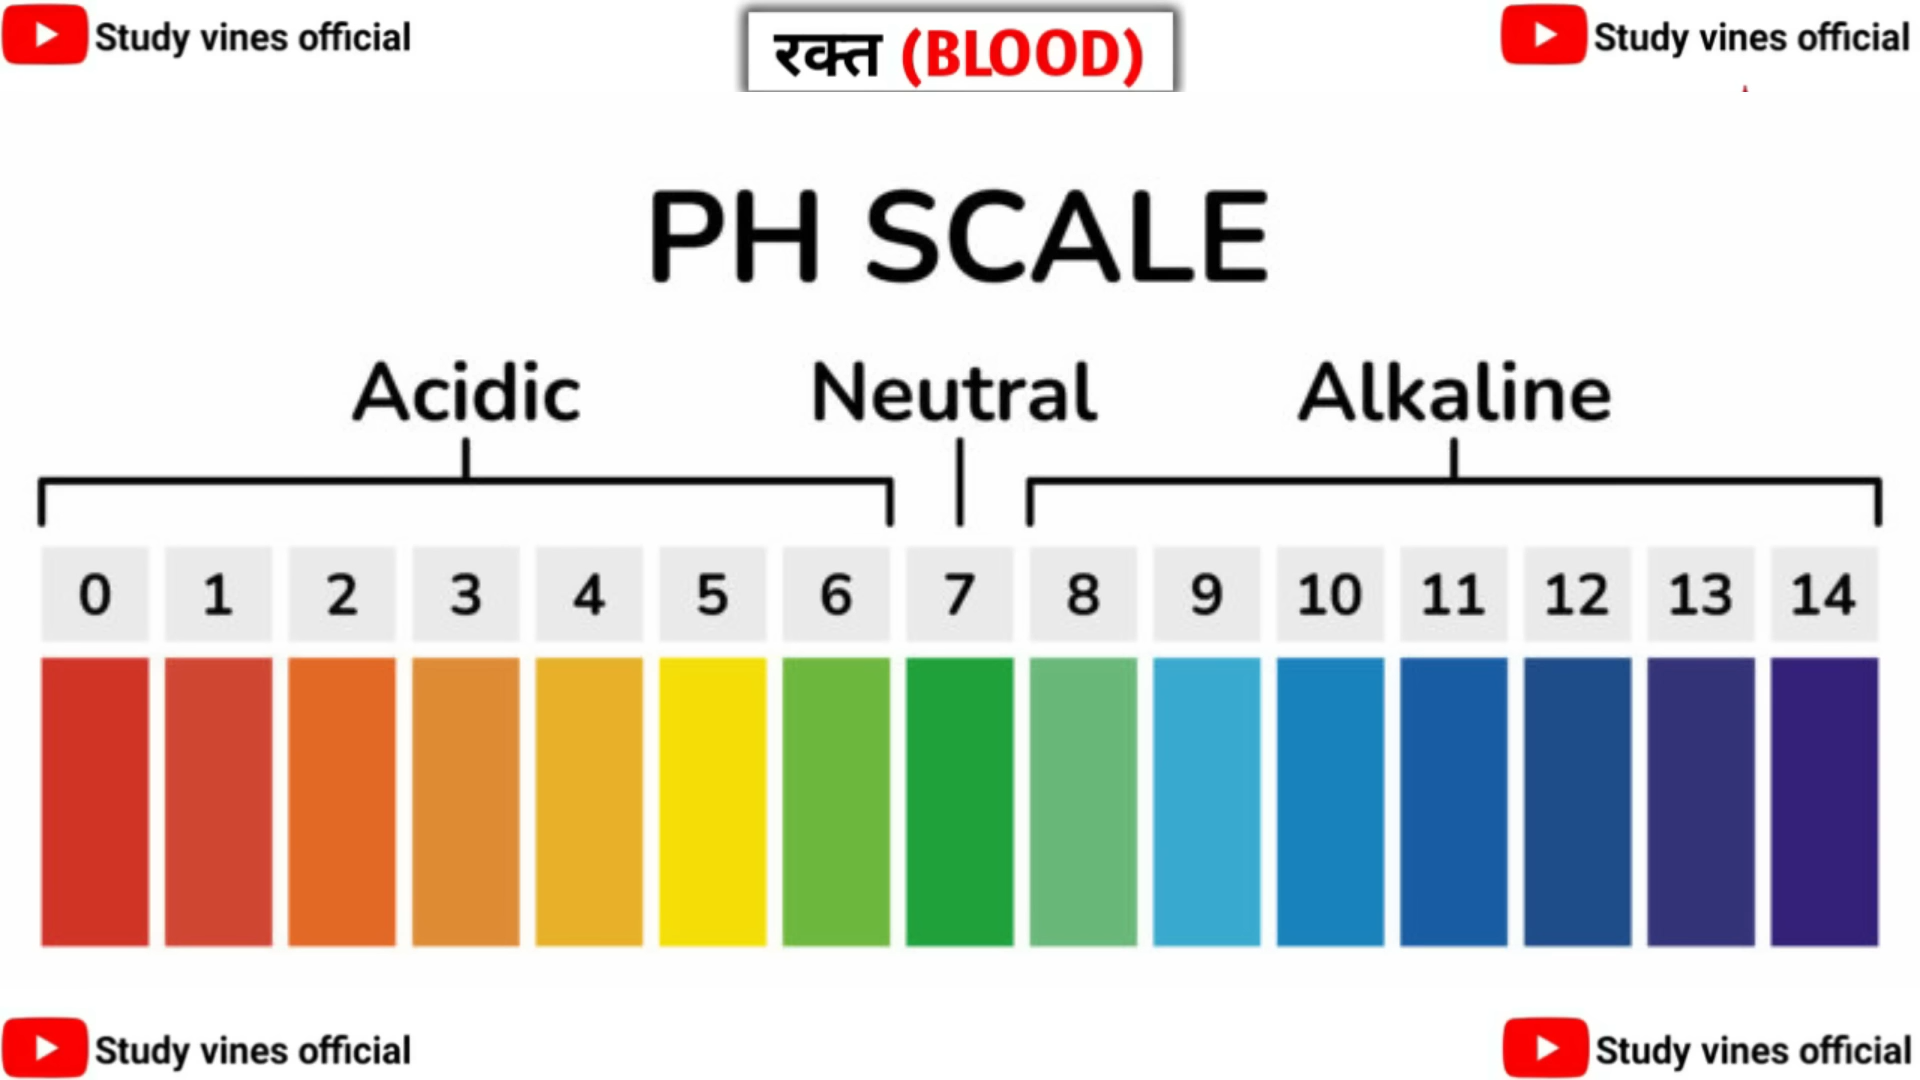 Study vines official
रक्त (BLOOD)
Study vines official
PH SCALE
Acidic Neutral Alkaline
0 1 2 3 4 5 6 7 8 9 10 11 12 13 14
Study vines official
Study vines official